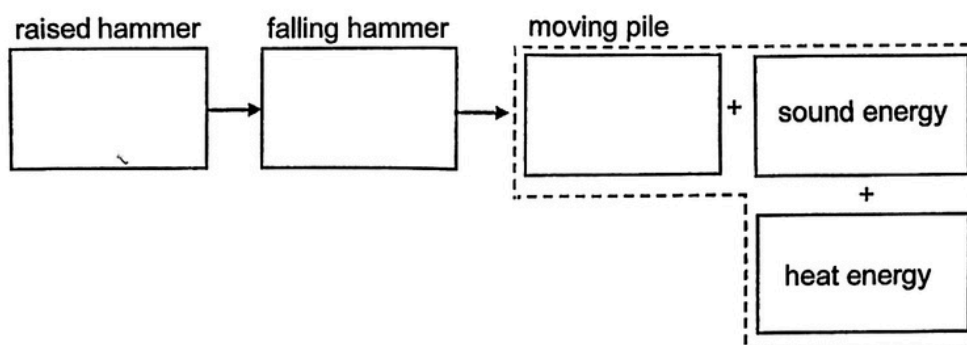 raised hammer falling hammer moving pile
+ sound energy
+
heat energy